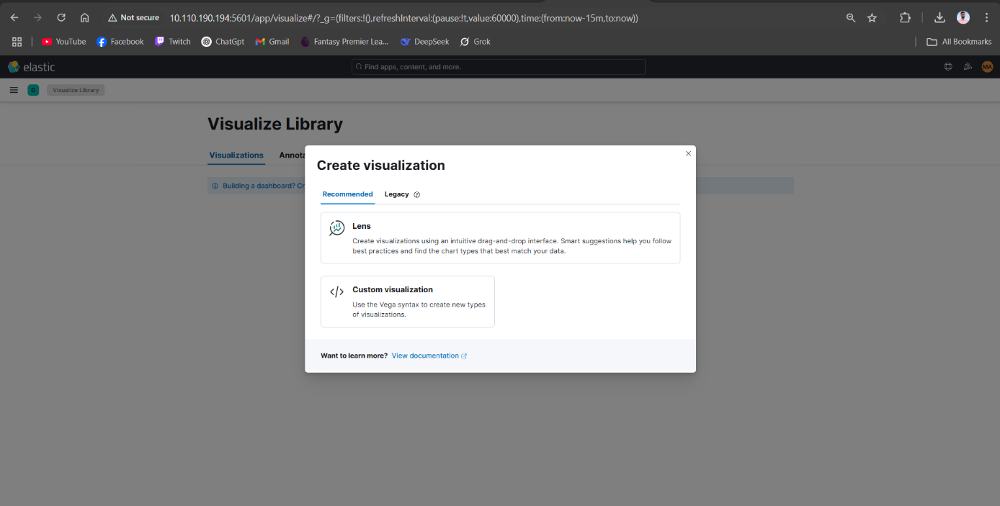 Not secure
10.110.190.194:5601/app/visualize#/?_g=(filters:!(),refreshInterval:(pause:!t,value:60000),time:(from:now-15m,to:now))
YouTube
Facebook
Twitch
ChatGpt
Gmail
Fantasy Premier Lea...
DeepSeek
Grok
All Bookmarks
elastic
Find apps, content, and more.
MA
D
Visualize Library
Visualize Library
Visualizations
Annota
Building a dashboard? Cr
Create visualization
Recommended
Legacy
Lens
Create visualizations using an intuitive drag-and-drop interface. Smart suggestions help you follow
best practices and find the chart types that best match your data.
Custom visualization
Use the Vega syntax to create new types
of visualizations.
Want to learn more? View documentation